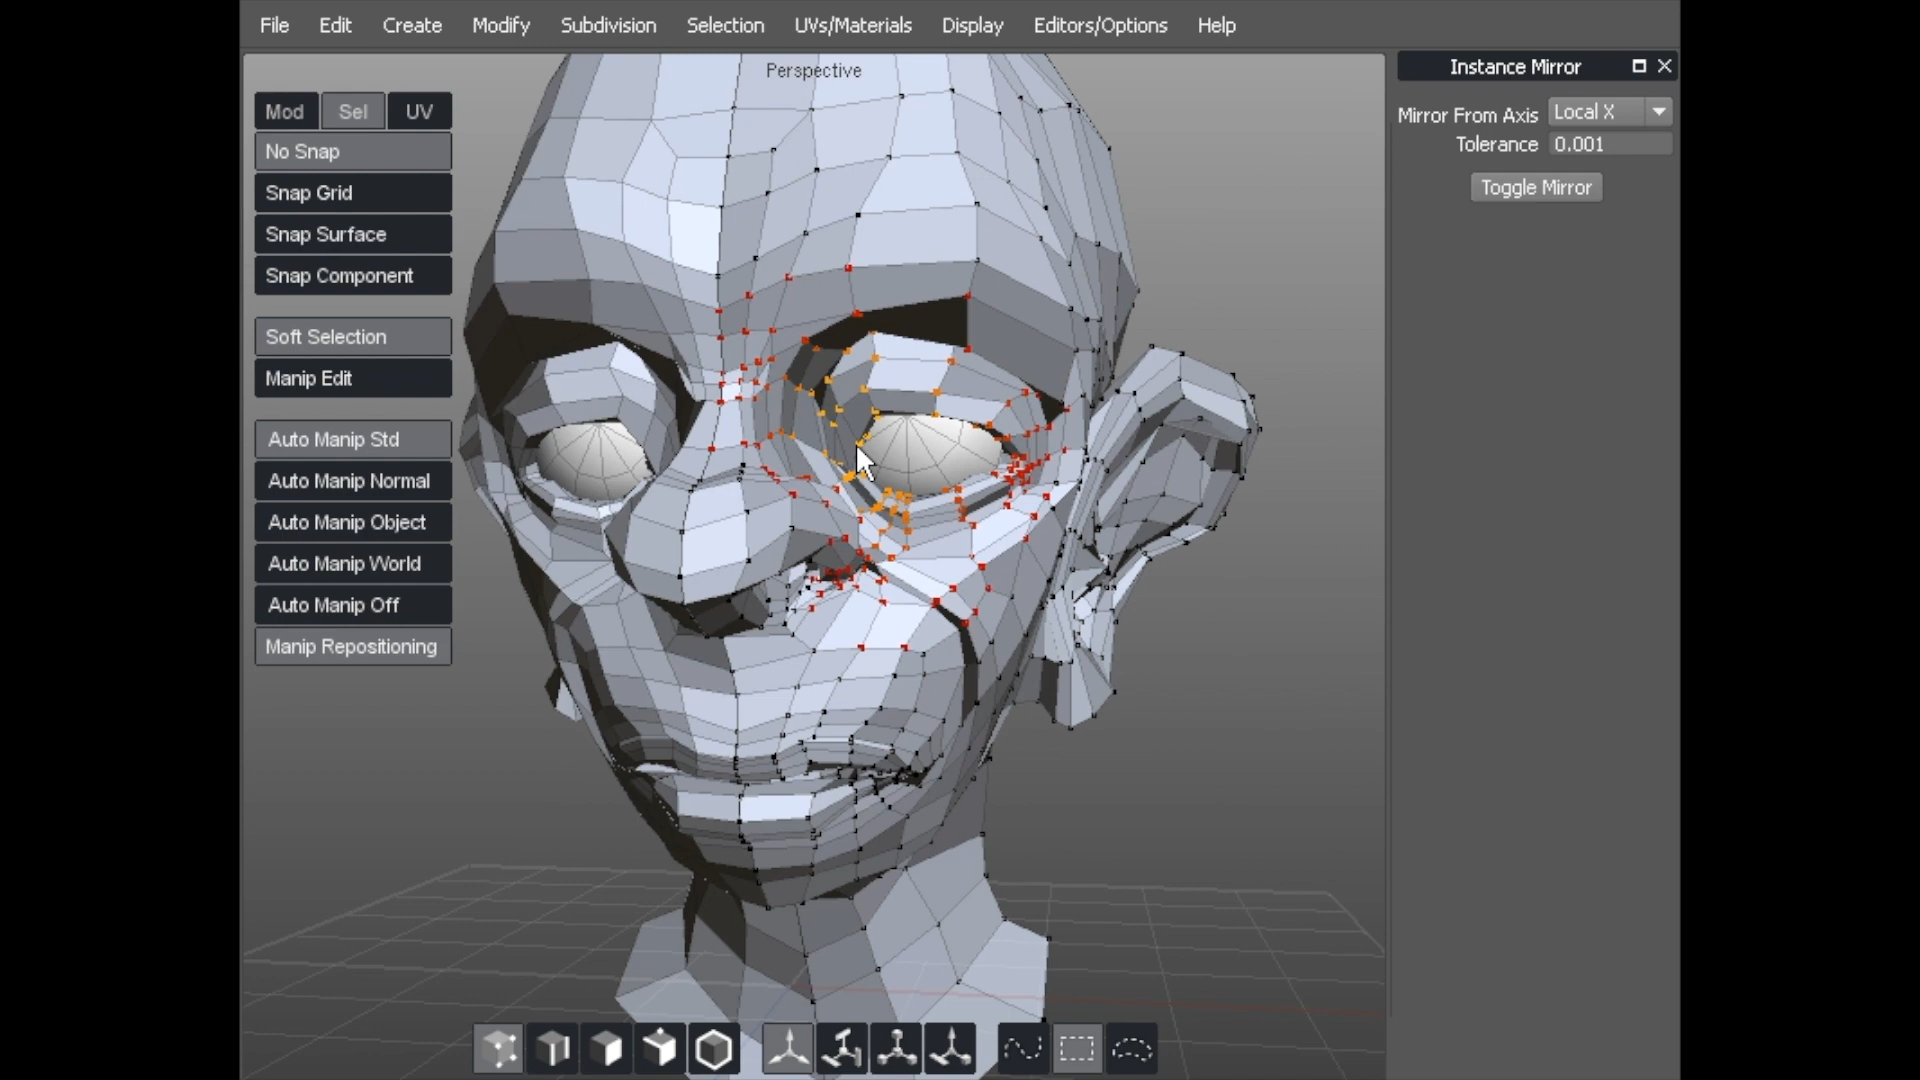 File Edit Create Modify Subdivision Selection UVs/Materials Display Editors/Options Help
Perspective
Mod Sel UV
No Snap
Snap Grid
Snap Surface
Snap Component
Soft Selection
Manip Edit
Auto Manip Std
Auto Manip Normal
Auto Manip Object
Auto Manip World
Auto Manip Off
Manip Repositioning
Instance Mirror
Mirror From Axis Local X
Tolerance 0.001
Toggle Mirror